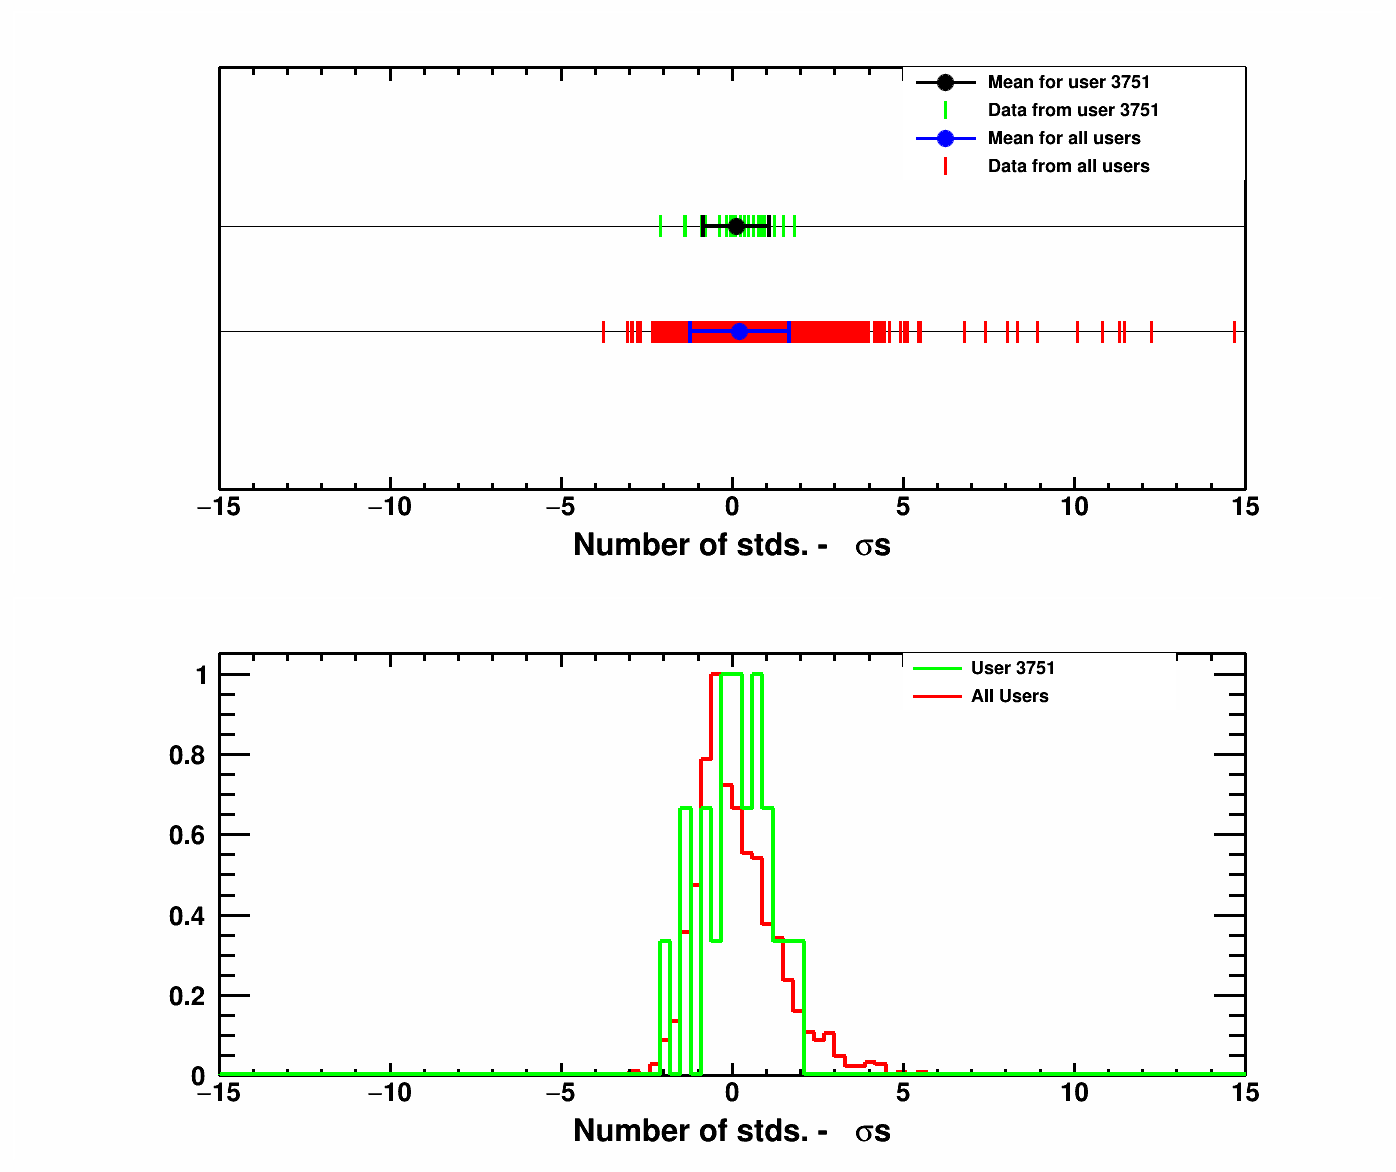 Mean for user 3751
Data from user 3751
Mean for all users
Data from all users
−15 −10 −5 0 5 10 15
Number of stds. - σs
User 3751
All Users
1
0.8
0.6
0.4
0.2
0
−15 −10 −5 0 5 10 15
Number of stds. - σs